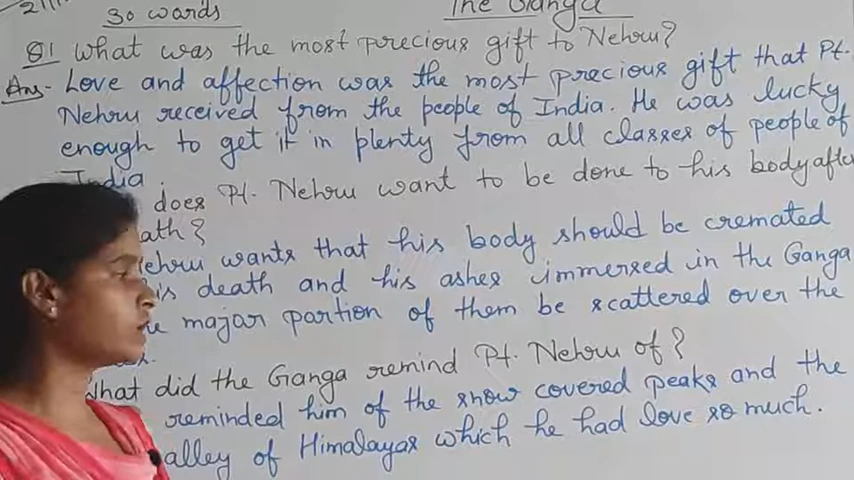 30 words The Ganga
Q1 What was the most precious gift to Nehru?
Ans- Love and affection was the most precious gift that Pt.
Nehru received from the people of India. He was lucky
enough to get it in plenty from all classes of people of
India
does Pt. Nehru want to be done to his body after
ath?
ehru wants that his body should be cremated
is death and his ashes immersed in the Ganga
majar partion of them be scattered over the
What did the Ganga remind Pt. Nehru of?
reminded him of the snow covered peaks and the
alley of Himalayas which he had love so much.